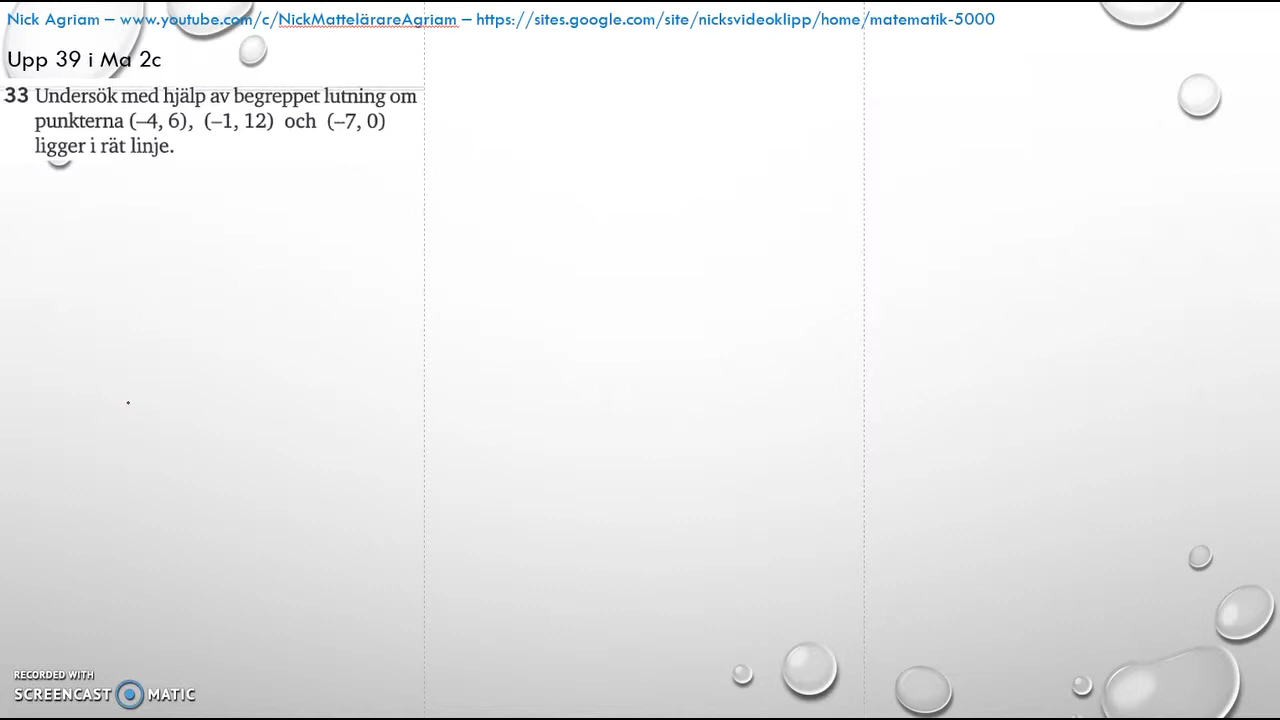 Nick Agriam – www.youtube.com/c/NickMattelärareAgriam – https://sites.google.com/site/nicksvideoklipp/home/matematik-5000
Upp 39 i Ma 2c
33 Undersök med hjälp av begreppet lutning om
punkterna (–4, 6), (–1, 12) och (–7, 0)
ligger i rät linje.
RECORDED WITH
SCREENCAST MATIC